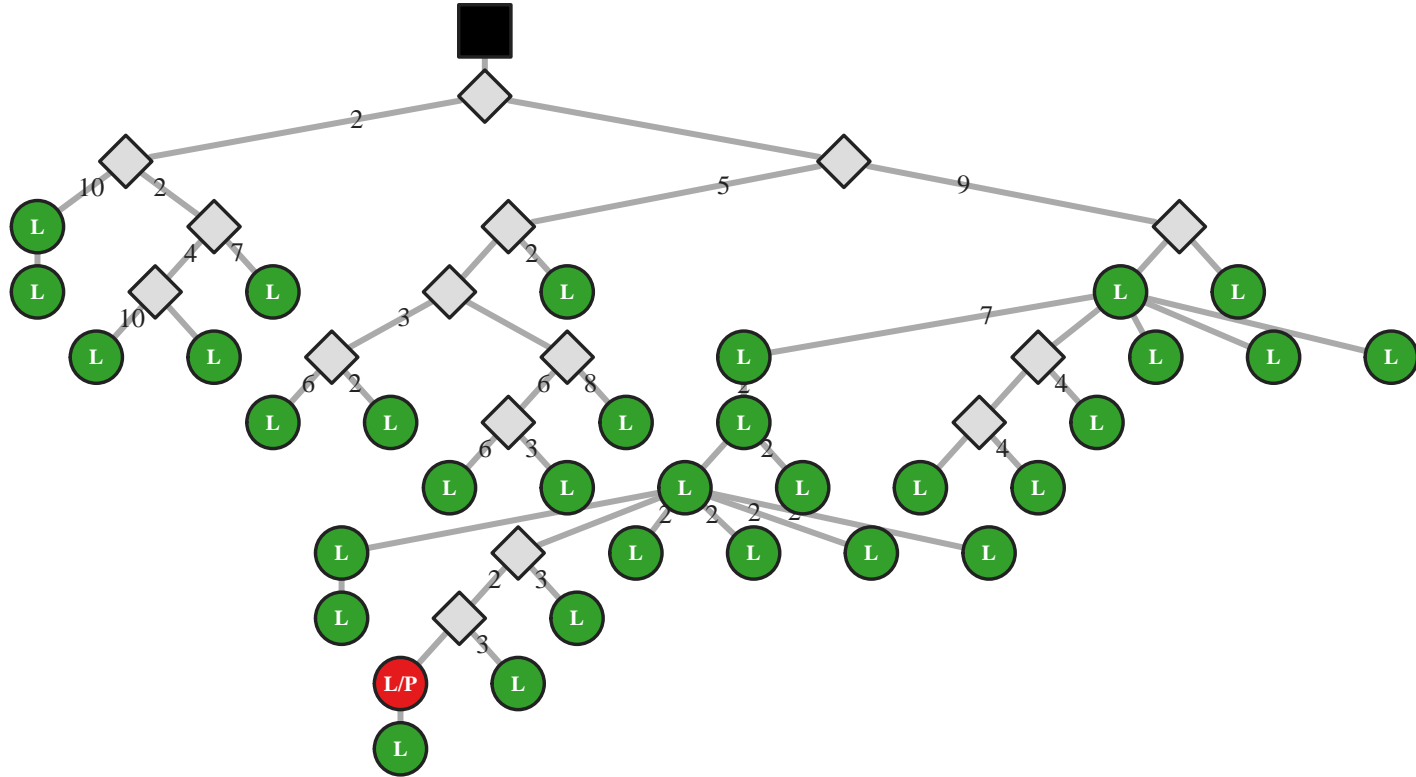 2
10 2 5 9
L
4 7 2
L L L L L
10 3 7
L L L L L L
6 2 6 8 2 4
L L L L L
6 3 2 4
L L L L L L
2 2 2 2
L L L L L
2 3
L L
3
L/P L
L